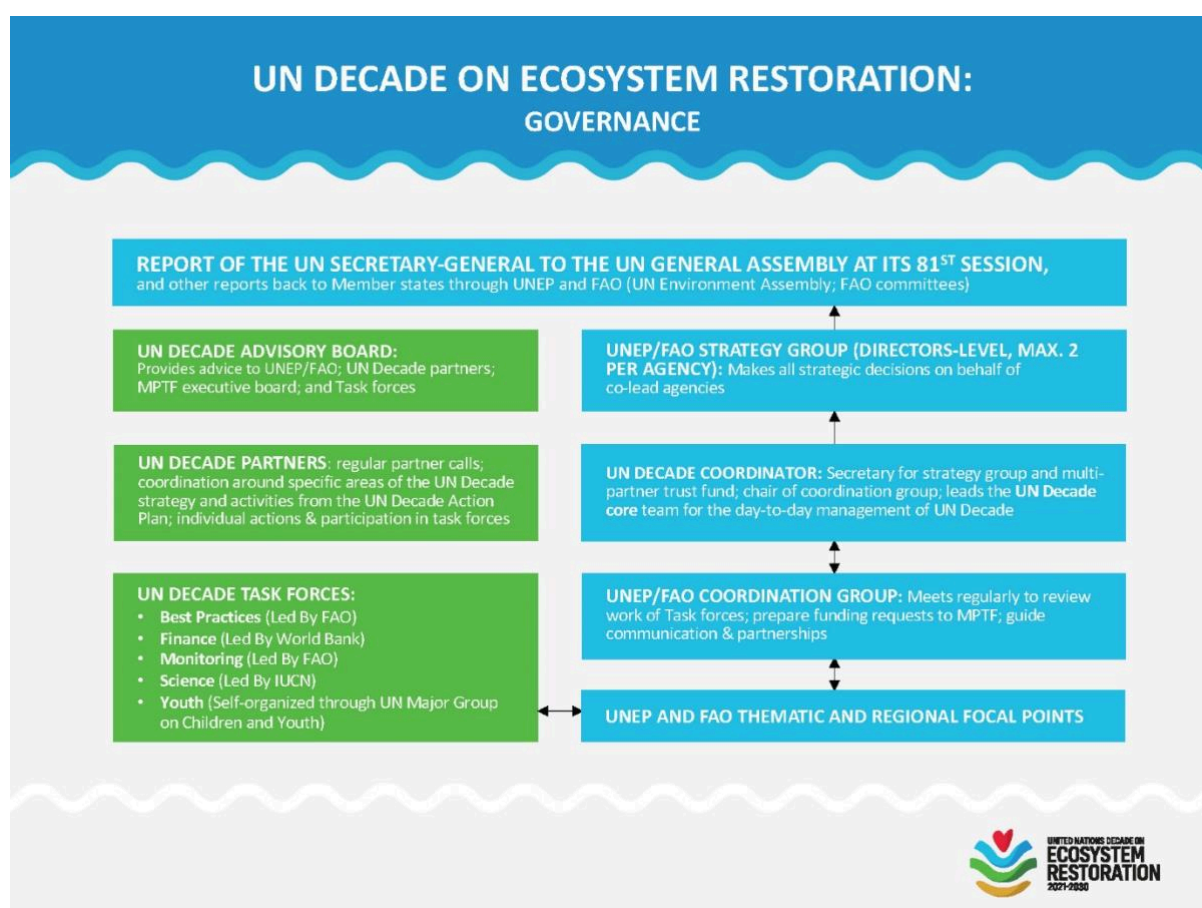 UN DECADE ON ECOSYSTEM RESTORATION:
GOVERNANCE
REPORT OF THE UN SECRETARY-GENERAL TO THE UN GENERAL ASSEMBLY AT ITS 81ST SESSION,
and other reports back to Member states through UNEP and FAO (UN Environment Assembly; FAO committees)
UN DECADE ADVISORY BOARD:
Provides advice to UNEP/FAO; UN Decade partners;
MPTF executive board; and Task forces
UNEP/FAO STRATEGY GROUP (DIRECTORS-LEVEL, MAX. 2
PER AGENCY): Makes all strategic decisions on behalf of
co-lead agencies
UN DECADE PARTNERS: regular partner calls;
coordination around specific areas of the UN Decade
strategy and activities from the UN Decade Action
Plan; individual actions & participation in task forces
UN DECADE COORDINATOR: Secretary for strategy group and multi-
partner trust fund; chair of coordination group; leads the UN Decade
core team for the day-to-day management of UN Decade
UN DECADE TASK FORCES:
• Best Practices (Led By FAO)
• Finance (Led By World Bank)
• Monitoring (Led By FAO)
• Science (Led By IUCN)
• Youth (Self-organized through UN Major Group
on Children and Youth)
UNEP/FAO COORDINATION GROUP: Meets regularly to review
work of Task forces; prepare funding requests to MPTF; guide
communication & partnerships
UNEP AND FAO THEMATIC AND REGIONAL FOCAL POINTS
UNITED NATIONS DECADE ON
ECOSYSTEM
RESTORATION
2021-2030